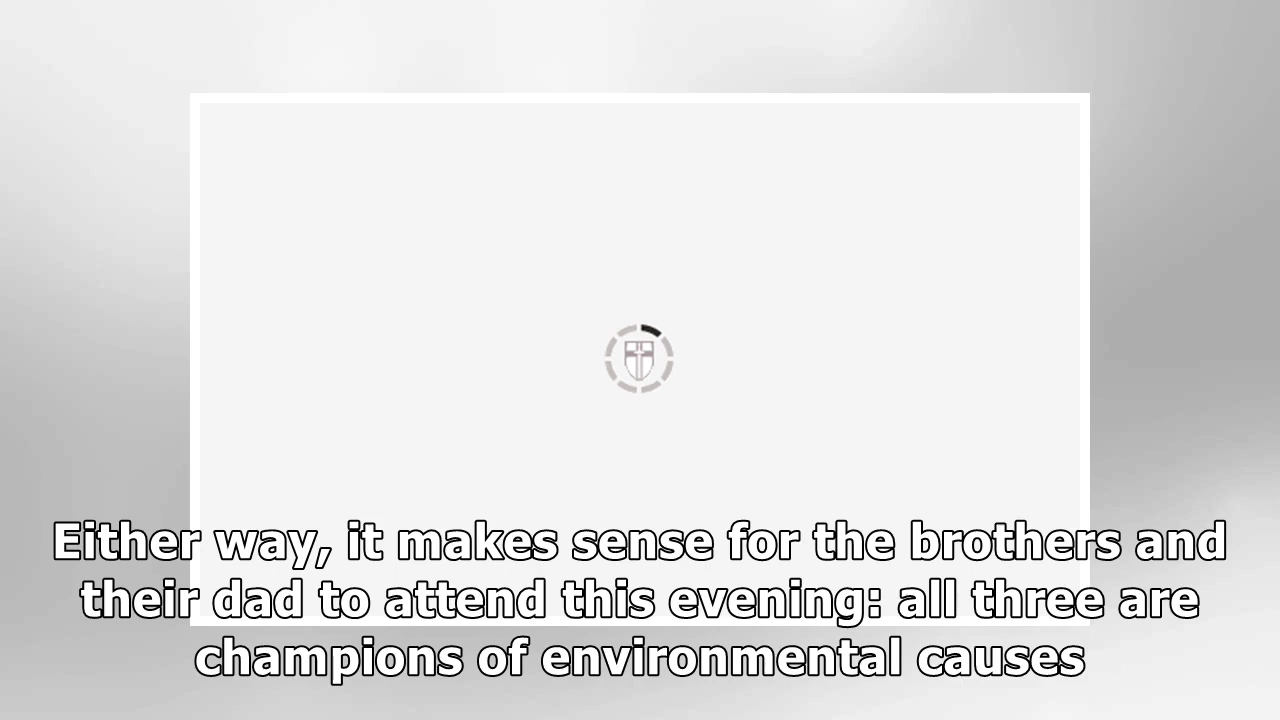 Either way, it makes sense for the brothers and
their dad to attend this evening: all three are
champions of environmental causes